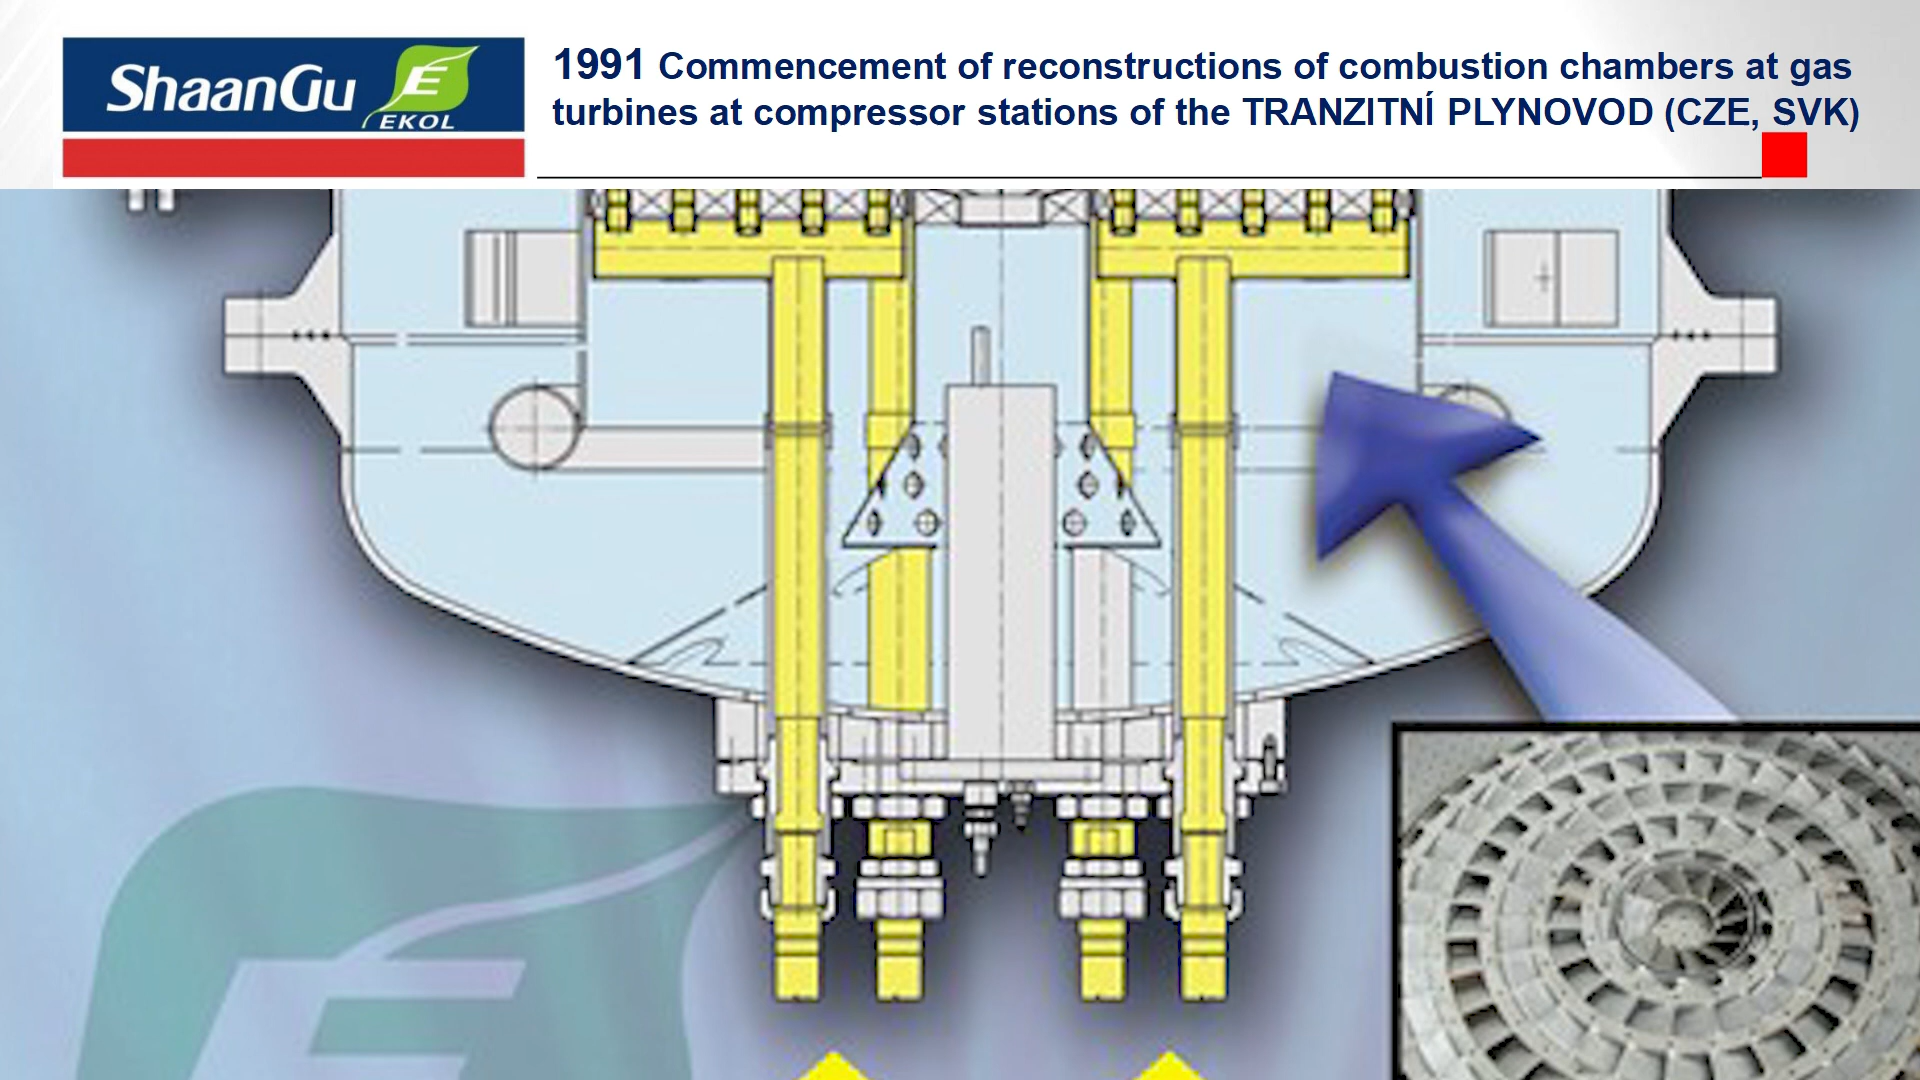 ShaanGu
E
EKOL
1991 Commencement of reconstructions of combustion chambers at gas
turbines at compressor stations of the TRANZITNÍ PLYNOVOD (CZE, SVK)
E